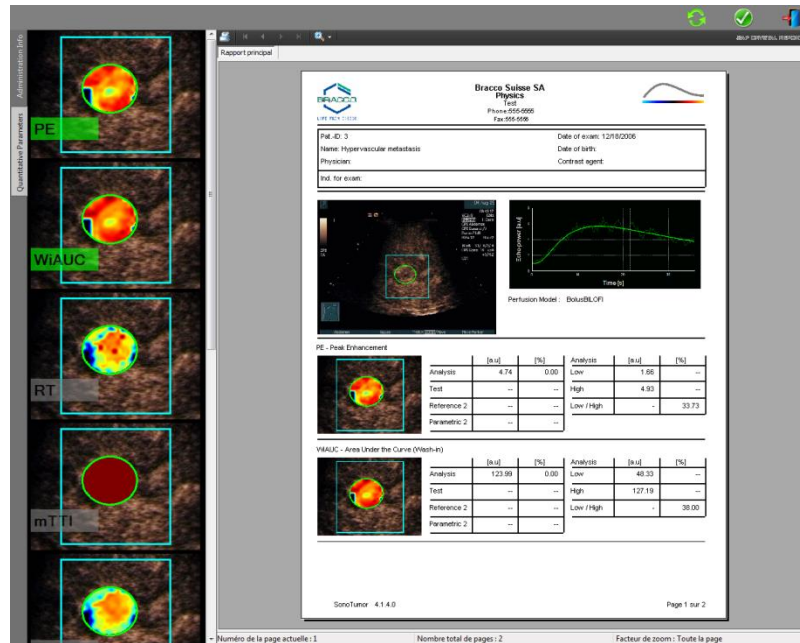 Administration Info
Quantitative Parameters
PE
WiAUC
RT
mTTI
Rapport principal
BRACCO
LIFE FROM INSIDE
Bracco Suisse SA
Physics
Test
Phone:555-5555
Fax:555-5556
Pat.-ID: 3
Date of exam: 12/18/2006
Name: Hypervascular metastasis
Date of birth:
Physician:
Contrast agent:
Ind. for exam:
Echo-power [a.u]
Time [s]
Perfusion Model : BolusBILOFI
PE - Peak Enhancement
[a.u] [%] Analysis [a.u] [%]
Analysis 4.74 0.00 Low 1.66 --
Test -- -- High 4.93 --
Reference 2 -- -- Low / High - 33.73
Parametric 2 -- --
WiAUC - Area Under the Curve (Wash-in)
[a.u] [%] Analysis [a.u] [%]
Analysis 123.99 0.00 Low 48.33 --
Test -- -- High 127.19 --
Reference 2 -- -- Low / High - 38.00
Parametric 2 -- --
SonoTumor 4.1.4.0
Page 1 sur 2
Numéro de la page actuelle : 1
Nombre total de pages : 2
Facteur de zoom : Toute la page